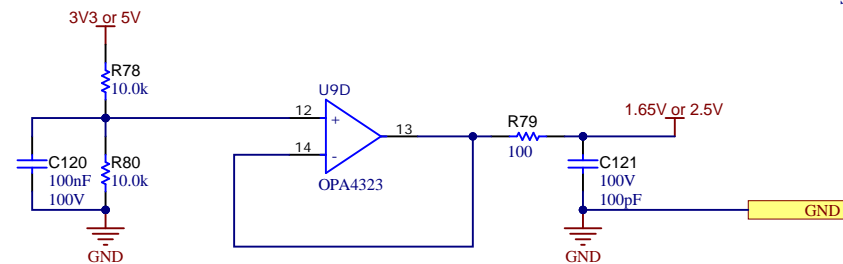 3V3 or 5V
R78
10.0k
U9D
12
+
13
14
-
OPA4323
C120
100nF
100V
R80
10.0k
GND
R79
100
1.65V or 2.5V
C121
100V
100pF
GND
GND